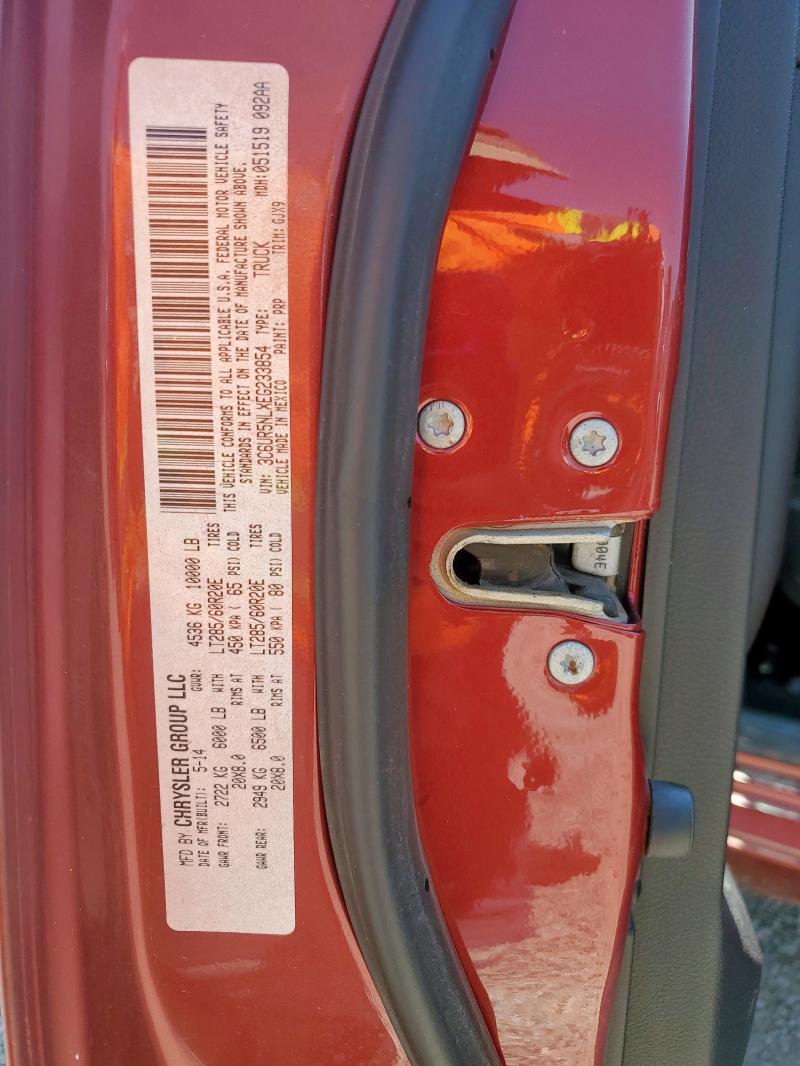 MFD BY CHRYSLER GROUP LLC
DATE OF MFR(BUILT): 5-14 GVWR: 4536 KG 10000 LB
GAWR FRONT: 2722 KG 6000 LB WITH LT285/60R20E TIRES
20X8.0 RIMS AT 450 KPA ( 65 PSI) COLD
GAWR REAR: 2949 KG 6500 LB WITH LT285/60R20E TIRES
20X8.0 RIMS AT 550 KPA ( 80 PSI) COLD
THIS VEHICLE CONFORMS TO ALL APPLICABLE U.S.A. FEDERAL MOTOR VEHICLE SAFETY
STANDARDS IN EFFECT ON THE DATE OF MANUFACTURE SHOWN ABOVE.
VIN: 3C6UR5NLXEG233854 TYPE: TRUCK MDH:051519 092AA
VEHICLE MADE IN MEXICO PAINT: PRP TRIM: GJX9
004E